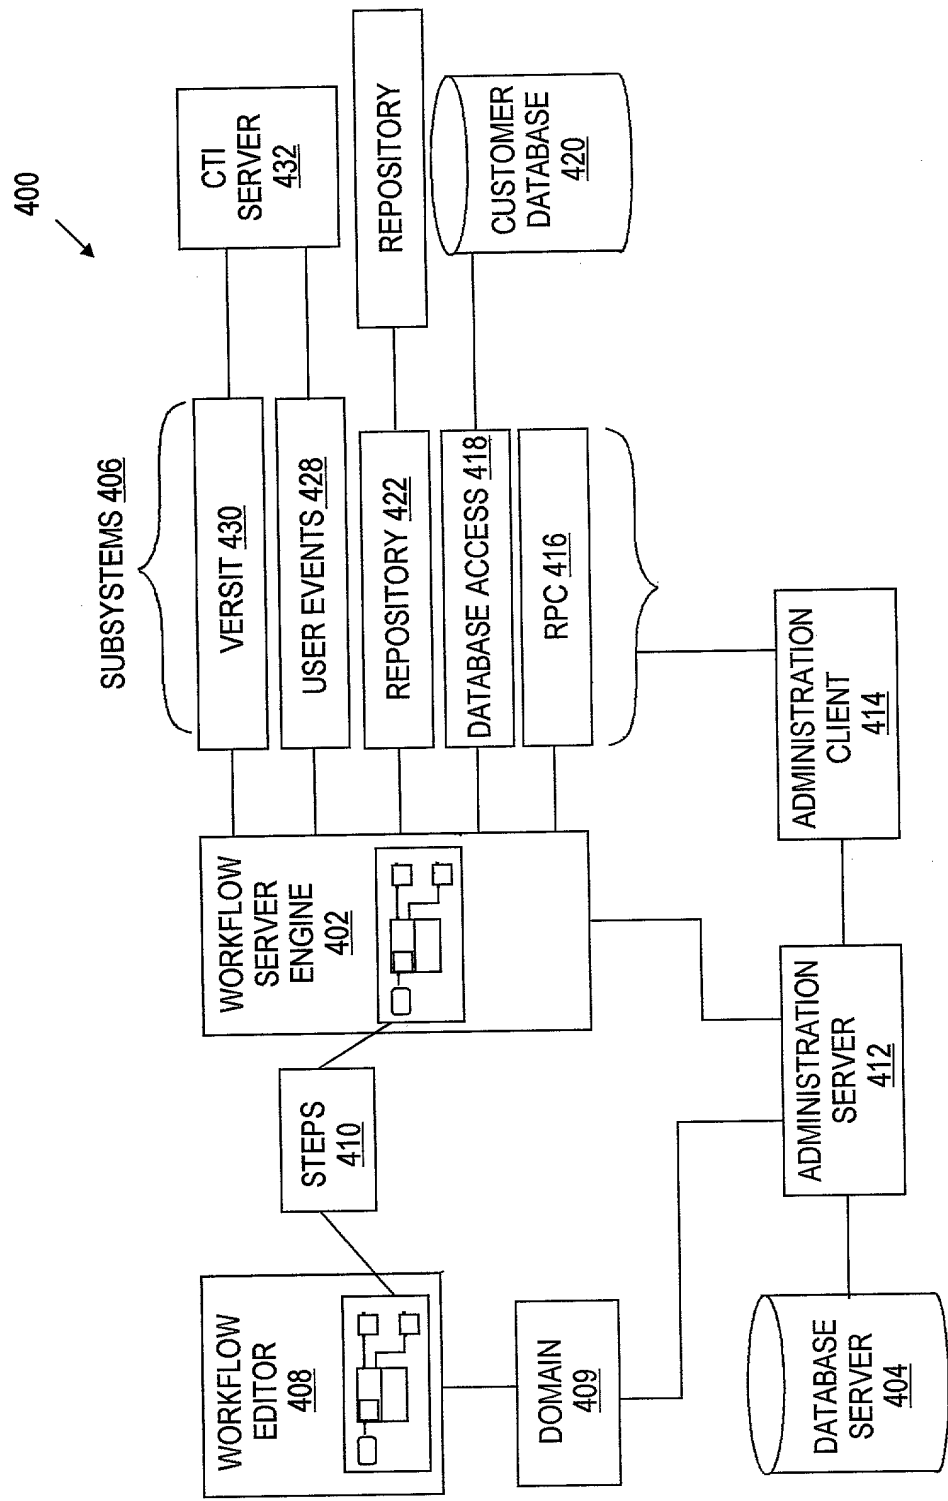 400
SUBSYSTEMS 406
WORKFLOW
EDITOR
408
STEPS
410
WORKFLOW
SERVER
ENGINE
402
VERSIT 430
USER EVENTS 428
REPOSITORY 422
DATABASE ACCESS 418
RPC 416
CTI
SERVER
432
REPOSITORY
CUSTOMER
DATABASE
420
DOMAIN
409
DATABASE
SERVER
404
ADMINISTRATION
SERVER
412
ADMINISTRATION
CLIENT
414